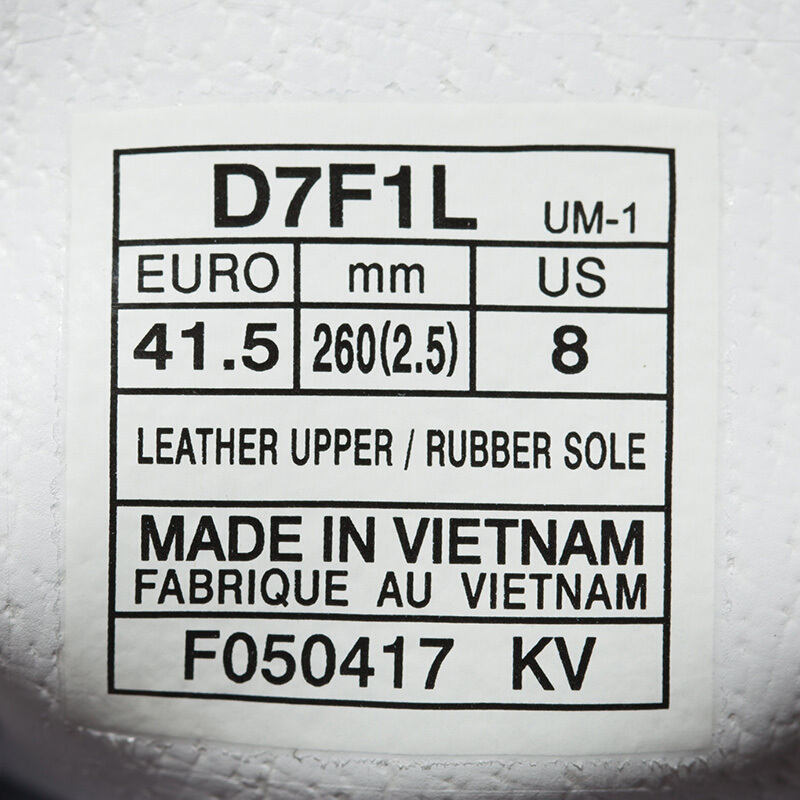 D7F1L UM-1
EURO mm US
41.5 260(2.5) 8
LEATHER UPPER / RUBBER SOLE
MADE IN VIETNAM
FABRIQUE AU VIETNAM
F050417 KV